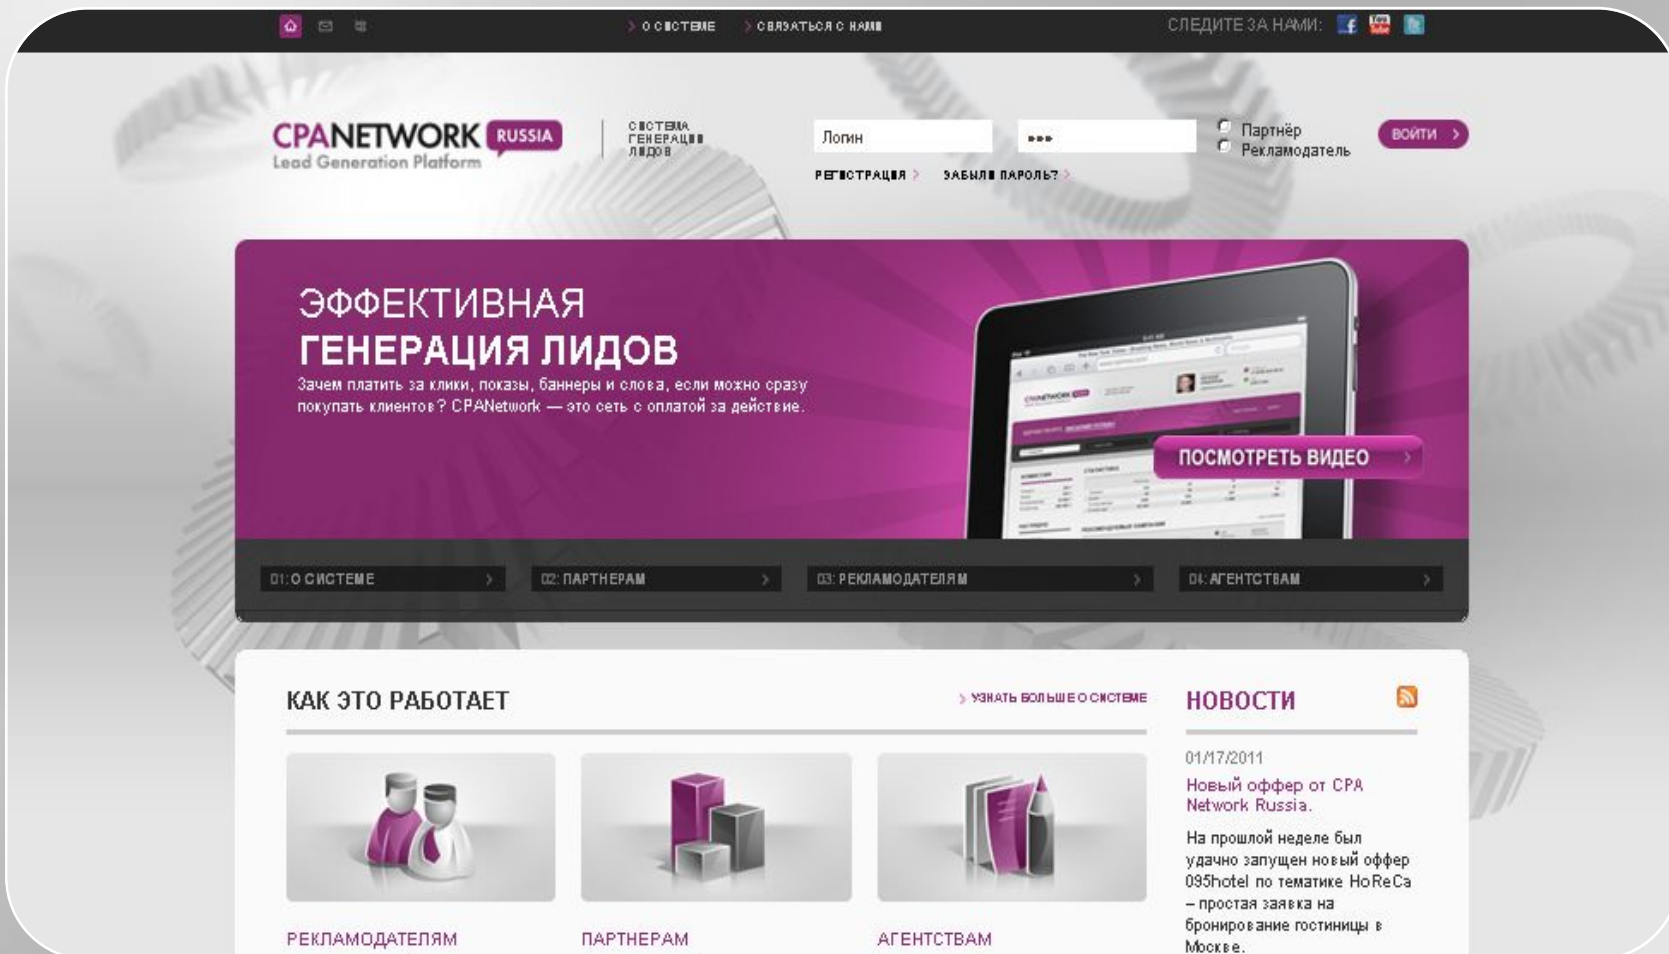 О СИСТЕМЕ
СВЯЗАТЬСЯ С НАМИ
СЛЕДИТЕ ЗА НАМИ:
You Tube
CPANETWORK RUSSIA
Lead Generation Platform
СИСТЕМА
ГЕНЕРАЦИИ
ЛИДОВ
Логин
Партнёр
Рекламодатель
ВОЙТИ
РЕГИСТРАЦИЯ
ЗАБЫЛИ ПАРОЛЬ?
ЭФФЕКТИВНАЯ
ГЕНЕРАЦИЯ ЛИДОВ
Зачем платить за клики, показы, баннеры и слова, если можно сразу
покупать клиентов? CPANetwork — это сеть с оплатой за действие.
CPANETWORK
ПОСМОТРЕТЬ ВИДЕО
01: О СИСТЕМЕ
02: ПАРТНЕРАМ
03: РЕКЛАМОДАТЕЛЯМ
04: АГЕНТСТВАМ
КАК ЭТО РАБОТАЕТ
УЗНАТЬ БОЛЬШЕ О СИСТЕМЕ
РЕКЛАМОДАТЕЛЯМ
ПАРТНЕРАМ
АГЕНТСТВАМ
НОВОСТИ
01/17/2011
Новый оффер от CPA
Network Russia.
На прошлой неделе был
удачно запущен новый оффер
095hotel по тематике HoReCa
– простая заявка на
бронирование гостиницы в
Москве.